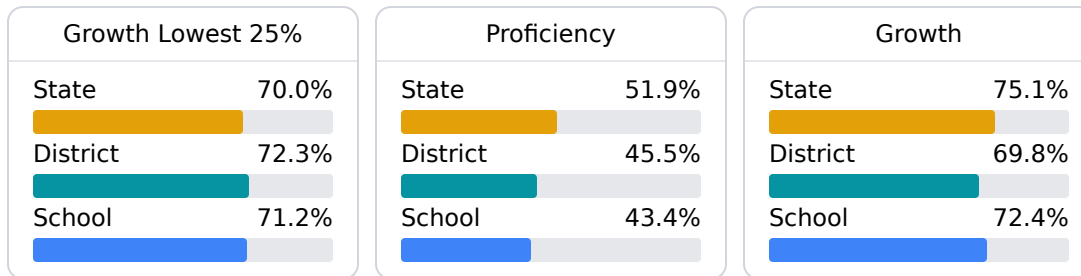 Growth Lowest 25%
State 70.0%
District 72.3%
School 71.2%
Proficiency
State 51.9%
District 45.5%
School 43.4%
Growth
State 75.1%
District 69.8%
School 72.4%